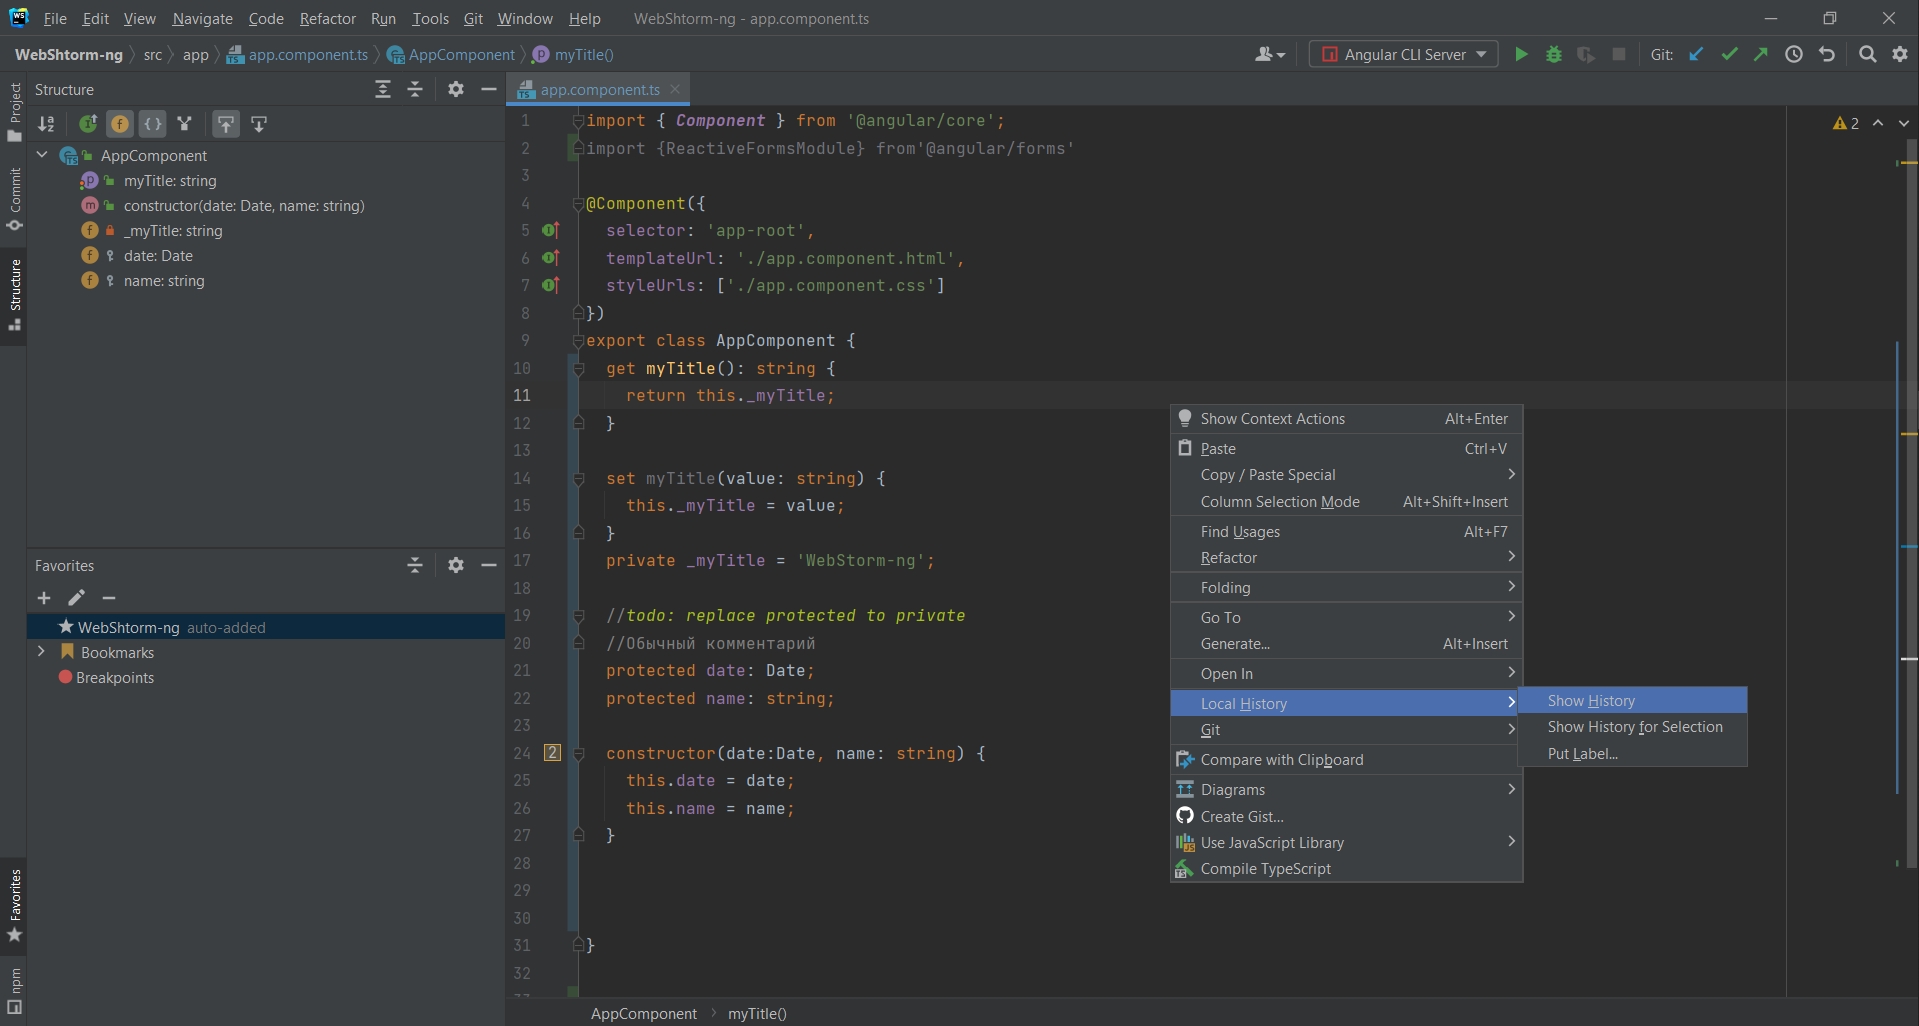 WS File Edit View Navigate Code Refactor Run Tools Git Window Help WebShtorm-ng - app.component.ts
WebShtorm-ng src app app.component.ts AppComponent myTitle() Angular CLI Server Git:
Project
Commit
Structure
Favorites
npm
Structure
AppComponent
myTitle: string
constructor(date: Date, name: string)
_myTitle: string
date: Date
name: string
Favorites
WebShtorm-ng auto-added
Bookmarks
Breakpoints
app.component.ts
2
1 import { Component } from '@angular/core';
2 import {ReactiveFormsModule} from'@angular/forms'
3
4 @Component({
5 selector: 'app-root',
6 templateUrl: './app.component.html',
7 styleUrls: ['./app.component.css']
8 })
9 export class AppComponent {
10 get myTitle(): string {
11 return this._myTitle;
12 }
13
14 set myTitle(value: string) {
15 this._myTitle = value;
16 }
17 private _myTitle = 'WebStorm-ng';
18
19 //todo: replace protected to private
20 //Обычный комментарий
21 protected date: Date;
22 protected name: string;
23
24 2 constructor(date:Date, name: string) {
25 this.date = date;
26 this.name = name;
27 }
28
29
30
31 }
32
Show Context Actions Alt+Enter
Paste Ctrl+V
Copy / Paste Special
Column Selection Mode Alt+Shift+Insert
Find Usages Alt+F7
Refactor
Folding
Go To
Generate... Alt+Insert
Open In
Local History
Git
Compare with Clipboard
Diagrams
Create Gist...
Use JavaScript Library
Compile TypeScript
Show History
Show History for Selection
Put Label...
AppComponent myTitle()